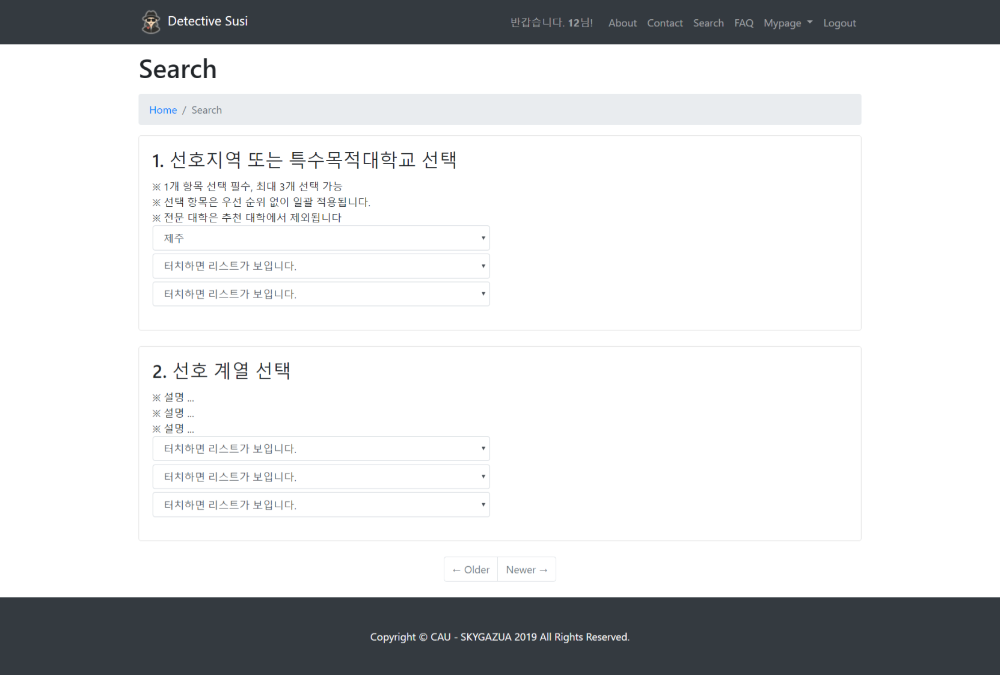 Detective Susi
반갑습니다. 12님! About Contact Search FAQ Mypage Logout
Search
Home / Search
1. 선호지역 또는 특수목적대학교 선택
※ 1개 항목 선택 필수, 최대 3개 선택 가능
※ 선택 항목은 우선 순위 없이 일괄 적용됩니다.
※ 전문 대학은 추천 대학에서 제외됩니다
제주
터치하면 리스트가 보입니다.
터치하면 리스트가 보입니다.
2. 선호 계열 선택
※ 설명 ...
※ 설명 ...
※ 설명 ...
터치하면 리스트가 보입니다.
터치하면 리스트가 보입니다.
터치하면 리스트가 보입니다.
← Older Newer →
Copyright © CAU - SKYGAZUA 2019 All Rights Reserved.